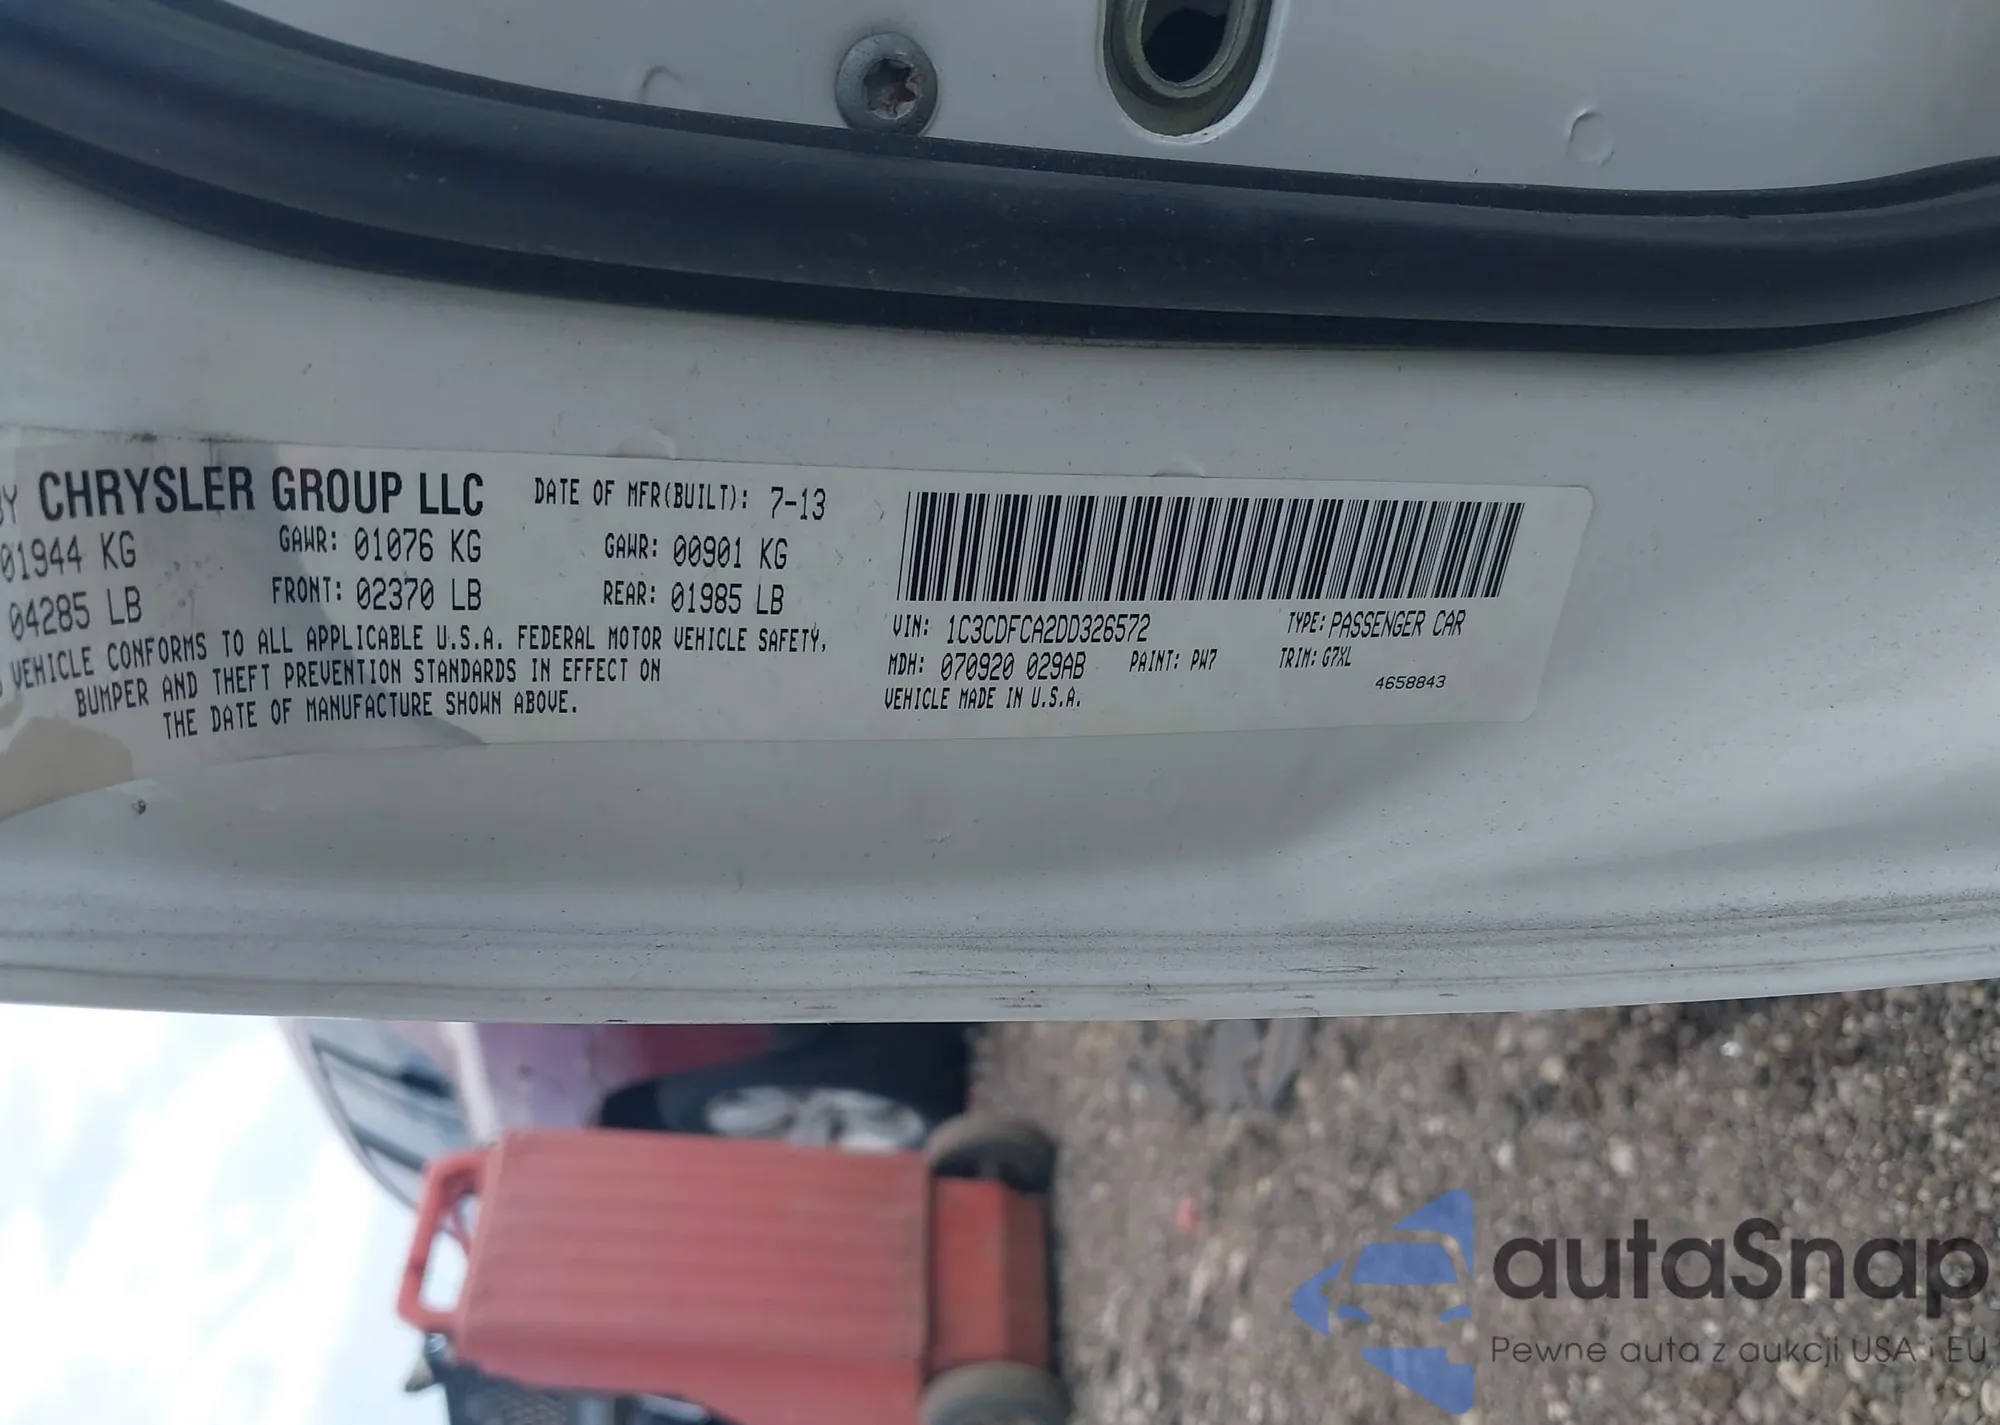 BY CHRYSLER GROUP LLC DATE OF MFR(BUILT): 7-13
01944 KG GAWR: 01076 KG GAWR: 00901 KG
04285 LB FRONT: 02370 LB REAR: 01985 LB
VEHICLE CONFORMS TO ALL APPLICABLE U.S.A. FEDERAL MOTOR VEHICLE SAFETY,
BUMPER AND THEFT PREVENTION STANDARDS IN EFFECT ON
THE DATE OF MANUFACTURE SHOWN ABOVE.
VIN: 1C3CDFCA2DD326572 TYPE: PASSENGER CAR
MDH: 070920 029AB PAINT: PW7 TRIM: G7XL
VEHICLE MADE IN U.S.A. 4658843
autaSnap
Pewne auta z aukcji USA i EU